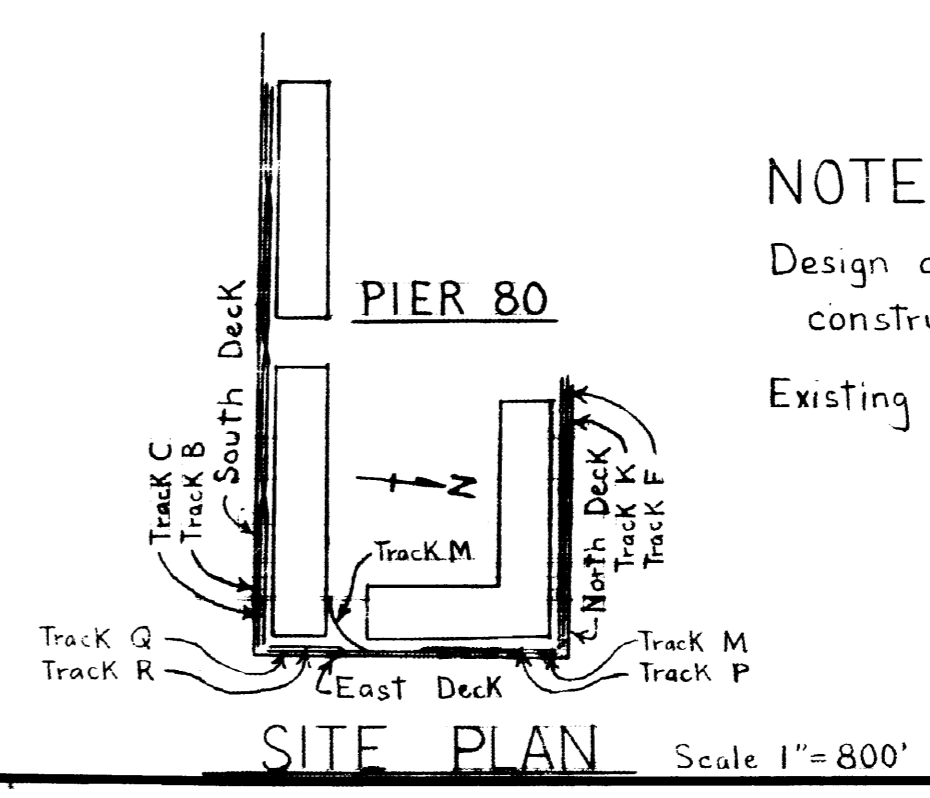 NOTE
Design
constru
Existing
PIER 80
South Deck
Track C
Track B
N
Track M
North Deck
Track K
Track F
Track Q
Track R
Track M
Track P
East Deck
SITE PLAN
Scale 1"= 800'